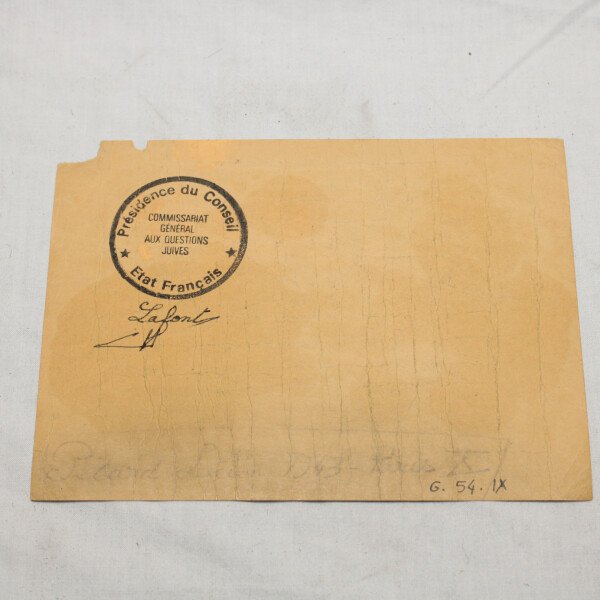 Présidence du Conseil
COMMISSARIAT
GÉNÉRAL
AUX QUESTIONS
JUIVES
★ Etat Français ★
Lafont
G. 54. IX